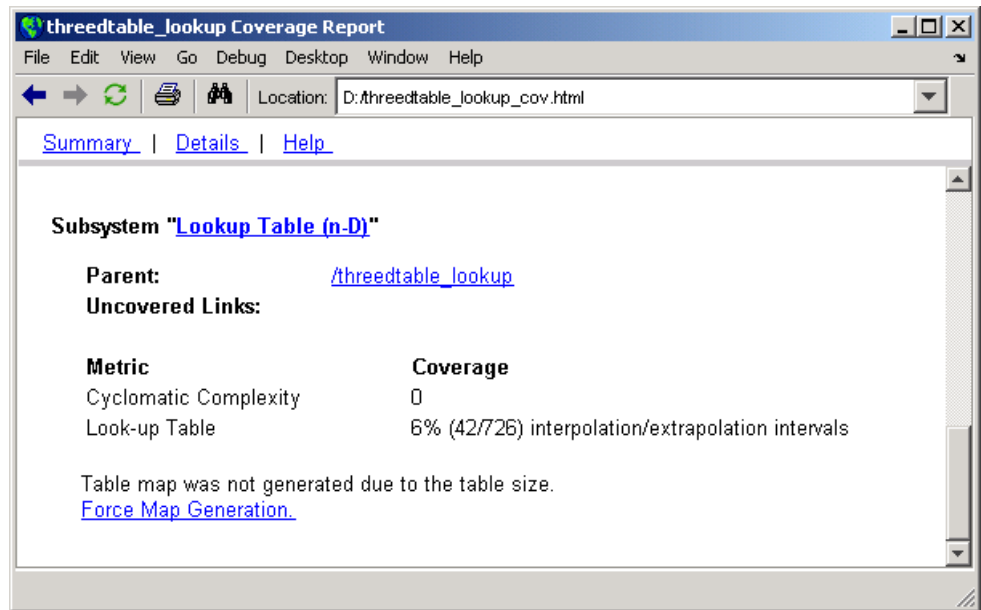 threedtable_lookup Coverage Report
File Edit View Go Debug Desktop Window Help
Location: D:/threedtable_lookup_cov.html
Summary | Details | Help
Subsystem "Lookup Table (n-D)"
Parent: /threedtable_lookup
Uncovered Links:
Metric Coverage
Cyclomatic Complexity 0
Look-up Table 6% (42/726) interpolation/extrapolation intervals
Table map was not generated due to the table size.
Force Map Generation.